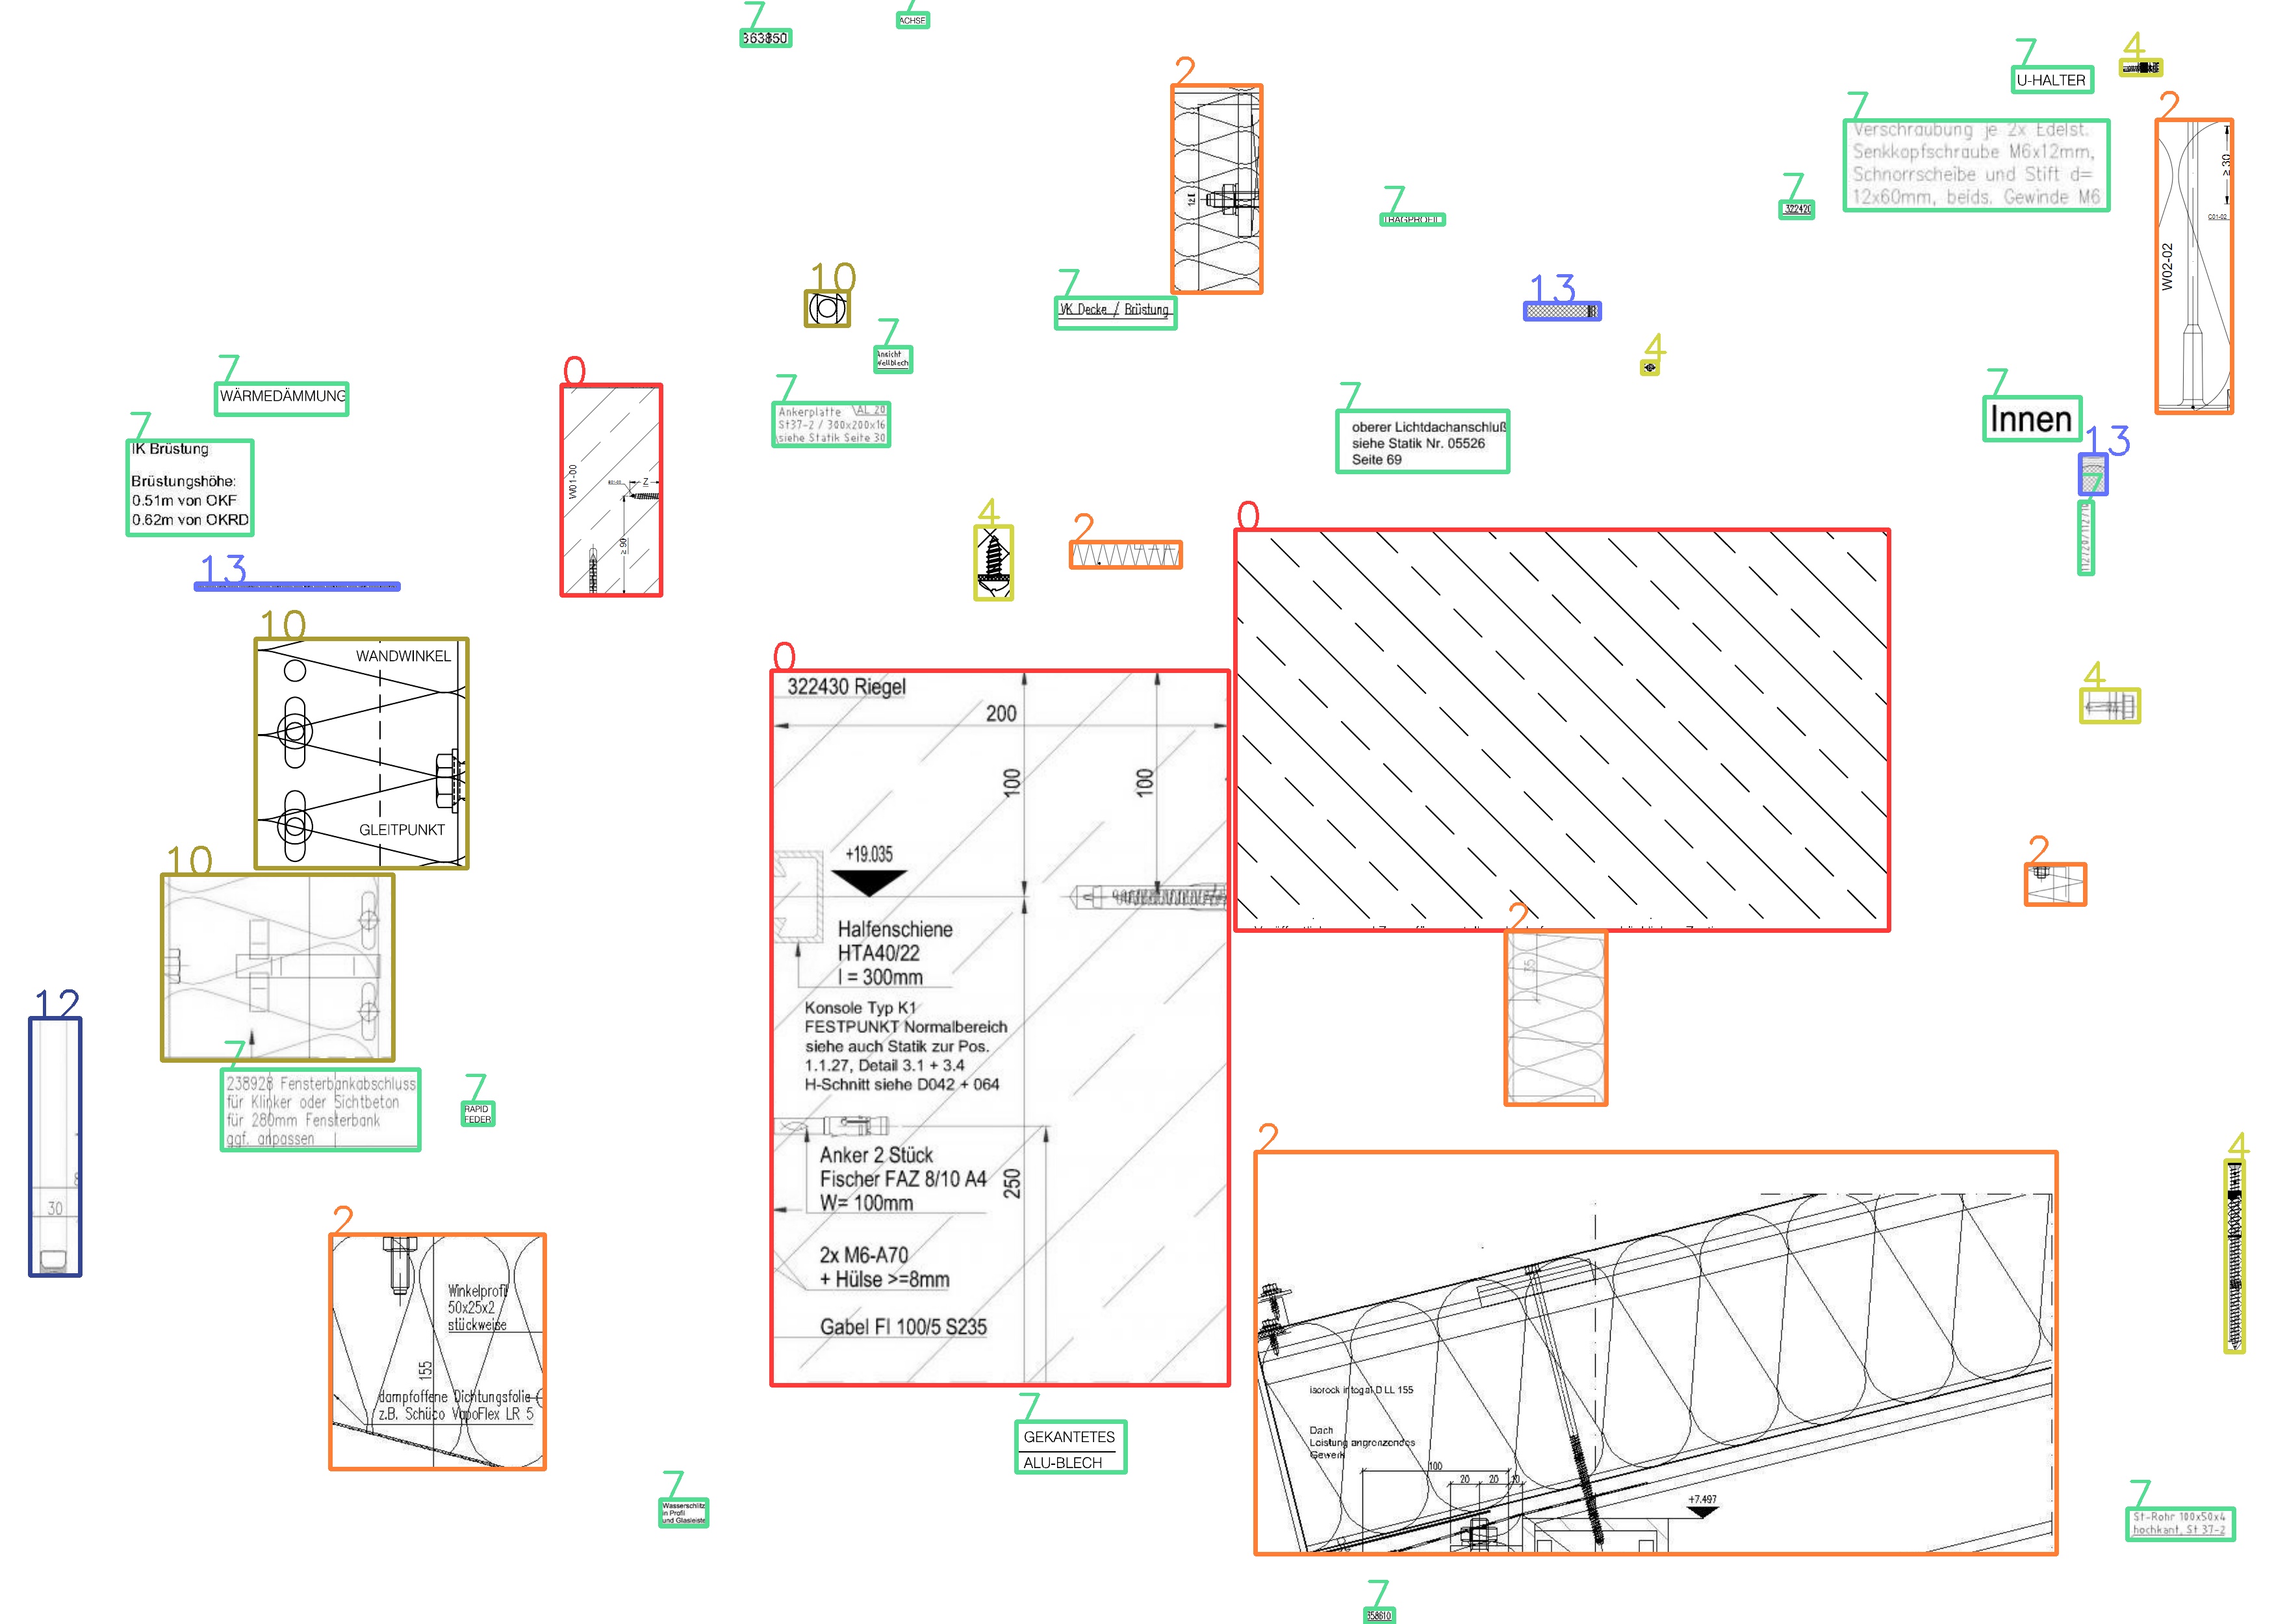 7
7
363850
ACHSE
2
7
U-HALTER
4
7
Verschraubung je 2x Edelst.
Senkkopfschraube M6x12mm,
Schnorrscheibe und Stift d=
12x60mm, beids. Gewinde M6
2
≥ 30
C01-02
W02-02
7
322420
7
TRAGPROFIL
10
7
VK Decke / Brüstung
13
4
7
Ansicht
Wellblech
7
WÄRMEDÄMMUNG
7
IK Brüstung
Brüstungshöhe:
0.51m von OKF
0.62m von OKRD
0
W01-00
Z
≥ 90
7
Ankerplatte AL 20
St37-2 / 300x200x16
siehe Statik Seite 30
7
oberer Lichtdachanschluß
siehe Statik Nr. 05526
Seite 69
7
Innen
13
7
4
2
0
13
10
WANDWINKEL
GLEITPUNKT
0
322430 Riegel
200
100
100
+19.035
Halfenschiene
HTA40/22
l = 300mm
Konsole Typ K1
FESTPUNKT Normalbereich
siehe auch Statik zur Pos.
1.1.27, Detail 3.1 + 3.4
H-Schnitt siehe D042 + 064
Anker 2 Stück
Fischer FAZ 8/10 A4
W= 100mm
250
2x M6-A70
+ Hülse >=8mm
Gabel Fl 100/5 S235
4
2
10
2
12
30
7
238928 Fensterbankabschluss
für Klinker oder Sichtbeton
für 280mm Fensterbank
ggf. anpassen
7
RAPID
FEDER
2
Winkelprofil
50x25x2
stückweise
155
dampfoffene Dichtungsfolie
z.B. Schüco VapoFlex LR 5
2
isorock integal D LL 155
Dach
Leistung angrenzendes
Gewerk
100
20
20
10
+7.497
4
7
GEKANTETES
ALU-BLECH
7
Wasserschlitz
in Profil
und Glasleiste
7
St-Rohr 100x50x4
hochkant, St 37-2
7
358610